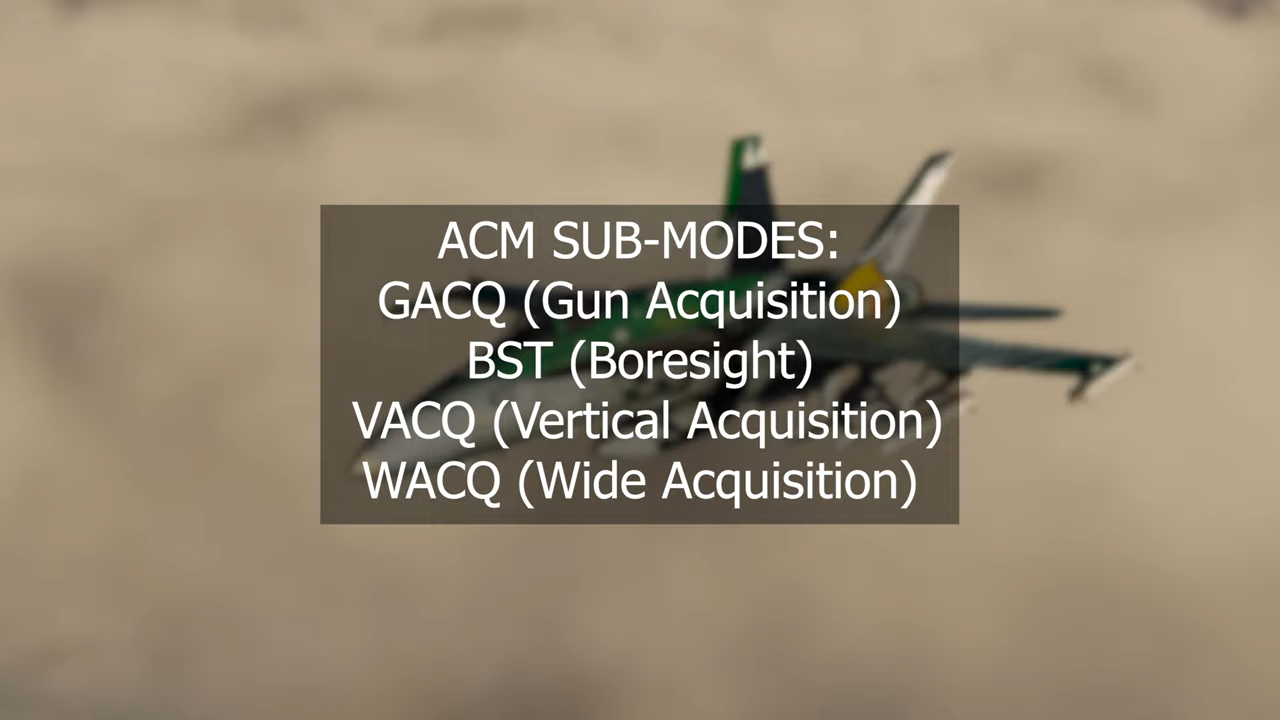 ACM SUB-MODES:
GACQ (Gun Acquisition)
BST (Boresight)
VACQ (Vertical Acquisition)
WACQ (Wide Acquisition)